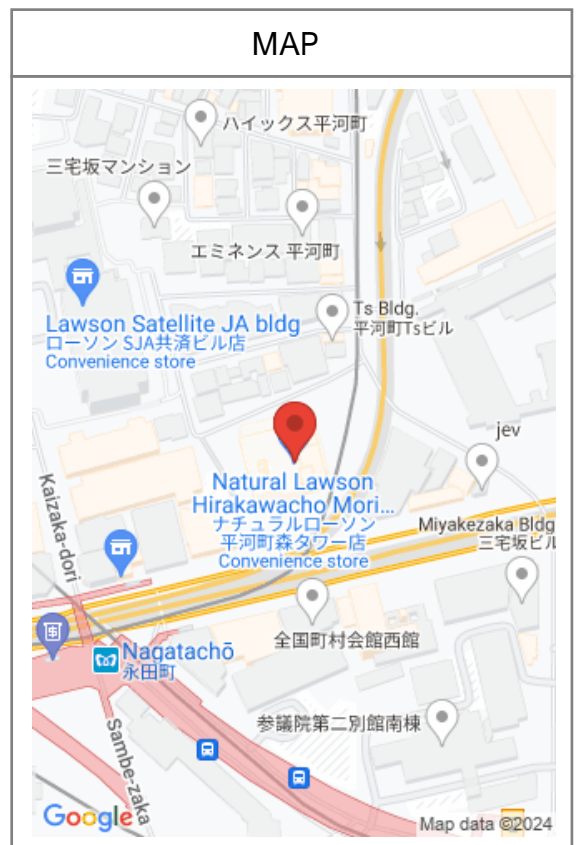 MAP
ハイックス平河町
三宅坂マンション
エミネンス 平河町
Ts Bldg.
平河町Tsビル
Lawson Satellite JA bldg
ローソン SJA共済ビル店
Convenience store
jev
Natural Lawson
Hirakawacho Mori...
ナチュラルローソン
平河町森タワー店
Convenience store
Kaizaka-dori
Miyakezaka Bldg
三宅坂ビル
全国町村会館西館
Nagatachō
永田町
参議院第二別館南棟
Sambe-zaka
Google
Map data ©2024